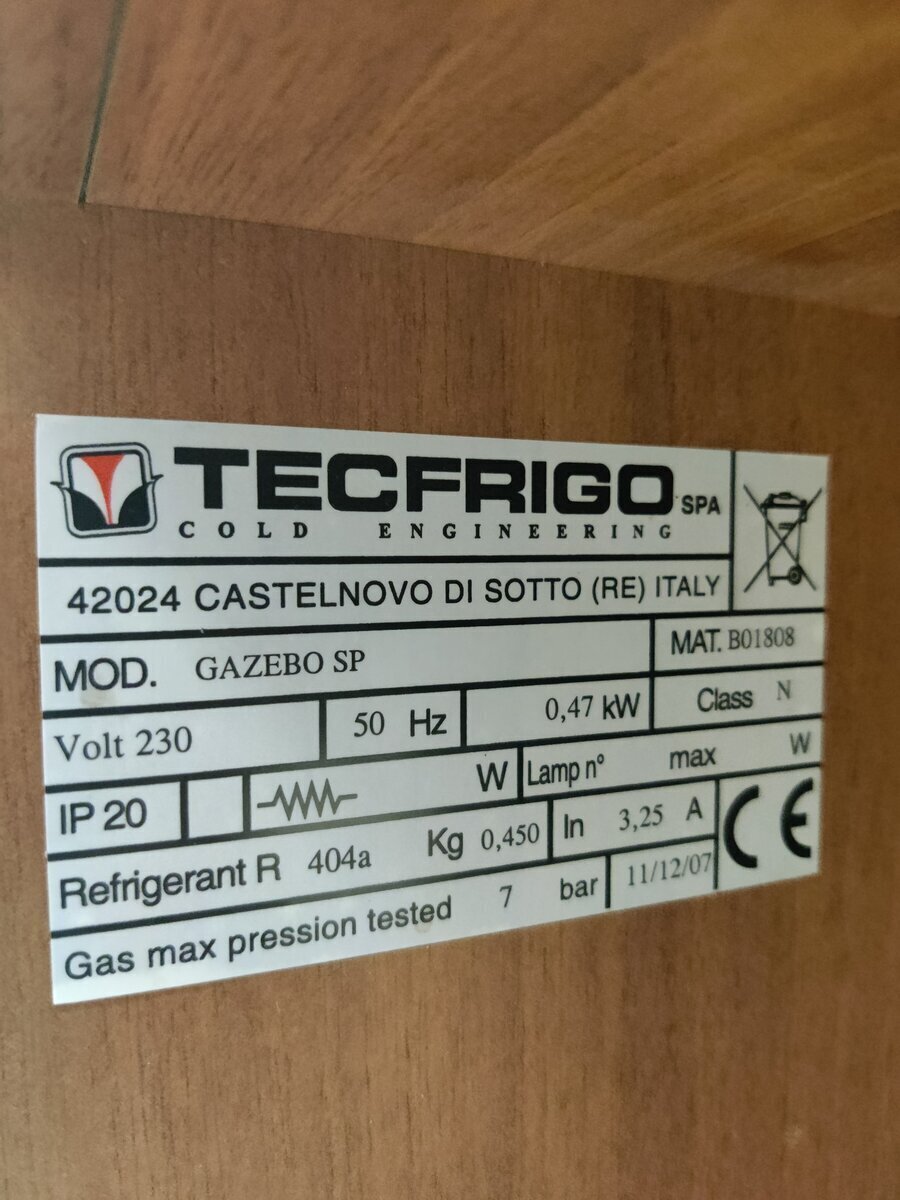 TECFRIGO SPA
COLD ENGINEERING
42024 CASTELNOVO DI SOTTO (RE) ITALY
MOD. GAZEBO SP MAT. B01808
Volt 230 50 Hz 0,47 kW Class N
IP 20 W Lamp n° max W
Refrigerant R 404a Kg 0,450 In 3,25 A CE
Gas max pression tested 7 bar 11/12/07